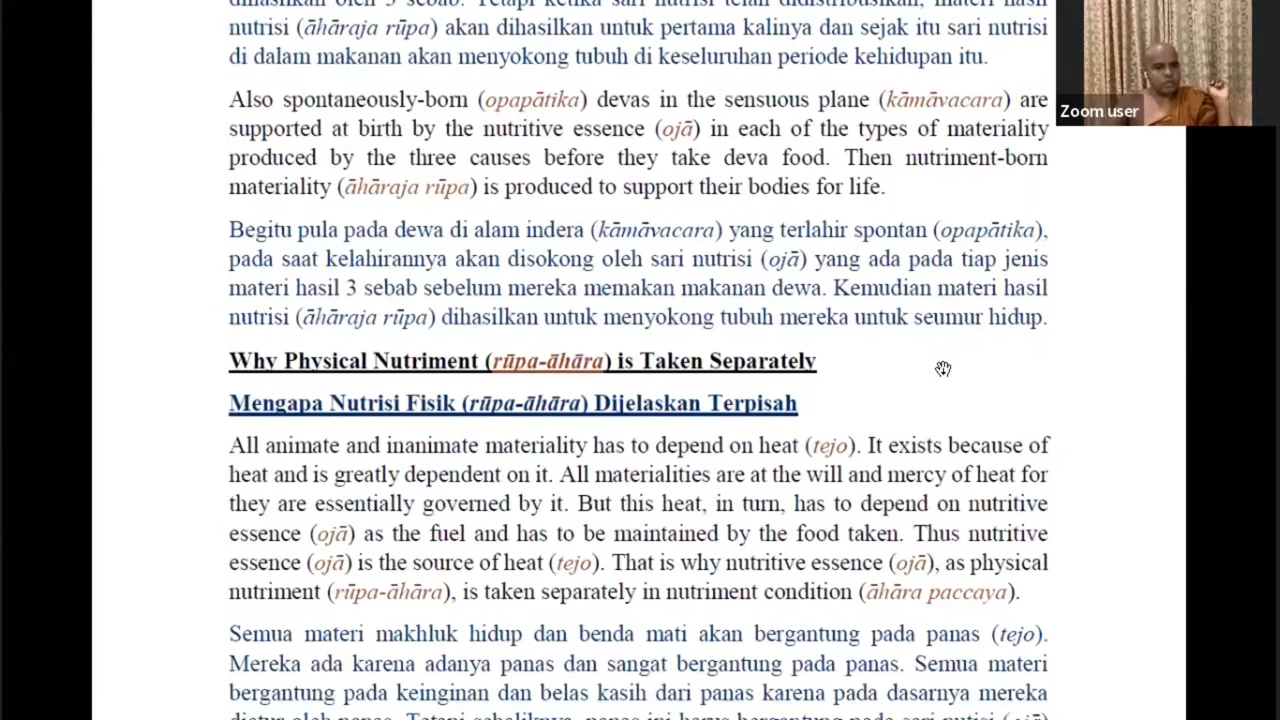 dihasilkan oleh 3 sebab. Tetapi ketika sari nutrisi telah didistribusikan, materi hasil
nutrisi (āhāraja rūpa) akan dihasilkan untuk pertama kalinya dan sejak itu sari nutrisi
di dalam makanan akan menyokong tubuh di keseluruhan periode kehidupan itu.
Zoom user
Also spontaneously-born (opapātika) devas in the sensuous plane (kāmāvacara) are
supported at birth by the nutritive essence (ojā) in each of the types of materiality
produced by the three causes before they take deva food. Then nutriment-born
materiality (āhāraja rūpa) is produced to support their bodies for life.
Begitu pula pada dewa di alam indera (kāmāvacara) yang terlahir spontan (opapātika),
pada saat kelahirannya akan disokong oleh sari nutrisi (ojā) yang ada pada tiap jenis
materi hasil 3 sebab sebelum mereka memakan makanan dewa. Kemudian materi hasil
nutrisi (āhāraja rūpa) dihasilkan untuk menyokong tubuh mereka untuk seumur hidup.
Why Physical Nutriment (rūpa-āhāra) is Taken Separately
Mengapa Nutrisi Fisik (rūpa-āhāra) Dijelaskan Terpisah
All animate and inanimate materiality has to depend on heat (tejo). It exists because of
heat and is greatly dependent on it. All materialities are at the will and mercy of heat for
they are essentially governed by it. But this heat, in turn, has to depend on nutritive
essence (ojā) as the fuel and has to be maintained by the food taken. Thus nutritive
essence (ojā) is the source of heat (tejo). That is why nutritive essence (ojā), as physical
nutriment (rūpa-āhāra), is taken separately in nutriment condition (āhāra paccaya).
Semua materi makhluk hidup dan benda mati akan bergantung pada panas (tejo).
Mereka ada karena adanya panas dan sangat bergantung pada panas. Semua materi
bergantung pada keinginan dan belas kasih dari panas karena pada dasarnya mereka